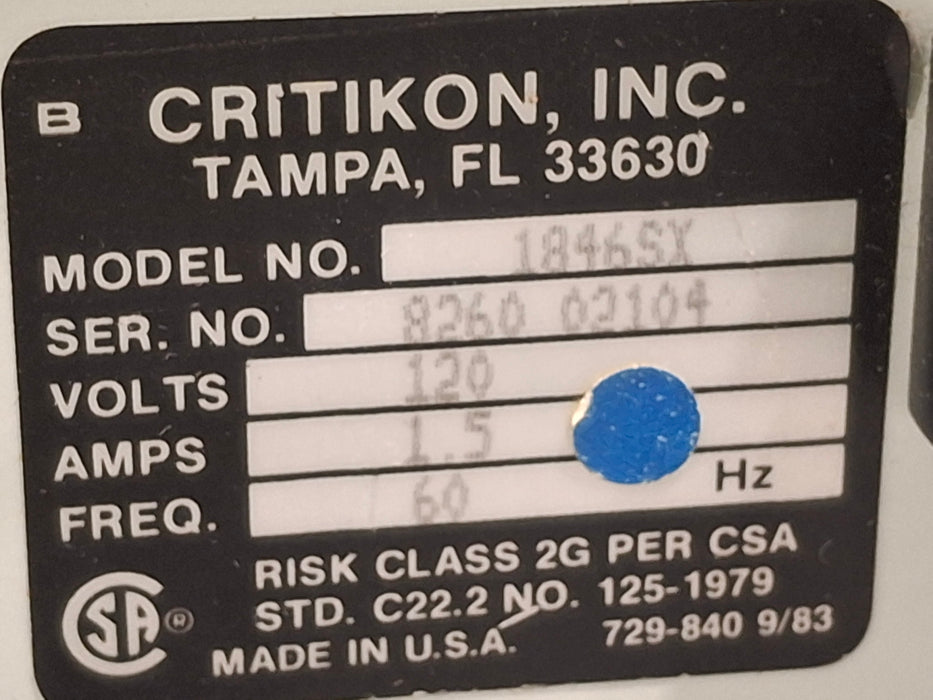 B CRITIKON, INC.
TAMPA, FL 33630
MODEL NO. 1846SX
SER. NO. 8260 02104
VOLTS 120
AMPS 1.5
FREQ. 60 Hz
RISK CLASS 2G PER CSA
STD. C22.2 NO. 125-1979
MADE IN U.S.A. 729-840 9/83
SA ®